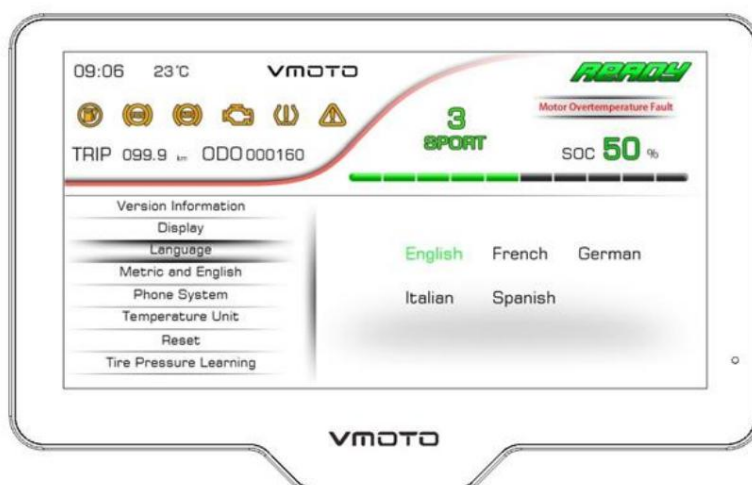 09:06 23°C VMOTO READY
Motor Overtemperature Fault
3
SPORT
TRIP 099.9 km ODO 000160
SOC 50 %
Version Information
Display
Language
Metric and English
Phone System
Temperature Unit
Reset
Tire Pressure Learning
English French German
Italian Spanish
VMOTO